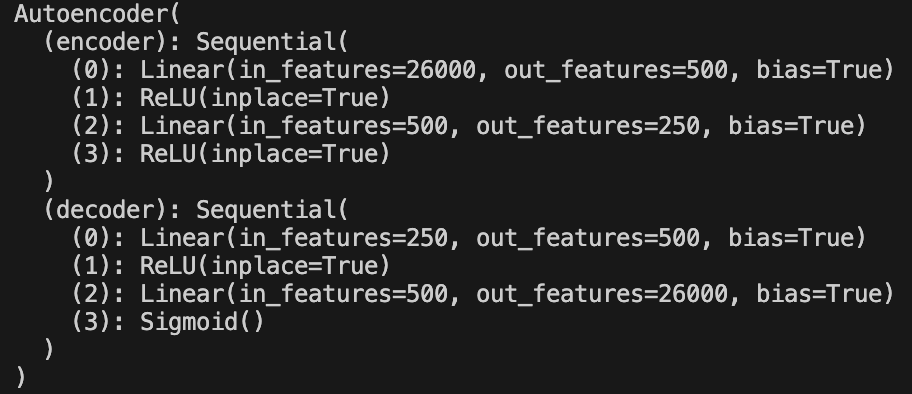 Autoencoder(
  (encoder): Sequential(
    (0): Linear(in_features=26000, out_features=500, bias=True)
    (1): ReLU(inplace=True)
    (2): Linear(in_features=500, out_features=250, bias=True)
    (3): ReLU(inplace=True)
  )
  (decoder): Sequential(
    (0): Linear(in_features=250, out_features=500, bias=True)
    (1): ReLU(inplace=True)
    (2): Linear(in_features=500, out_features=26000, bias=True)
    (3): Sigmoid()
  )
)